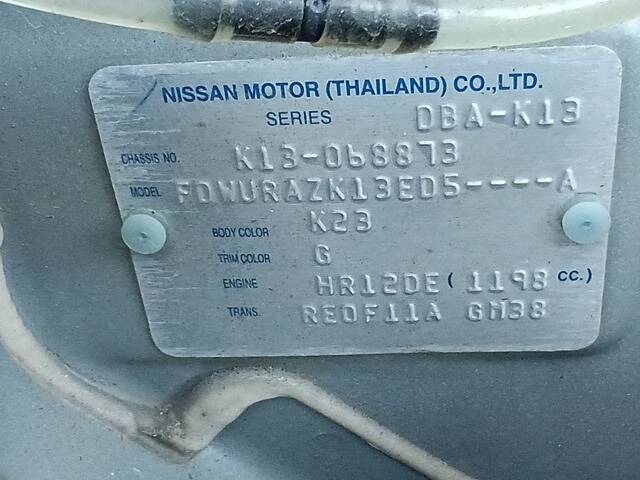 NISSAN MOTOR (THAILAND) CO.,LTD.
SERIES DBA-K13
CHASSIS NO. K13-068873
MODEL FDWURAZK13ED5----A
BODY COLOR K23
TRIM COLOR G
ENGINE HR12DE ( 1198 CC.)
TRANS. RE0F11A GM38